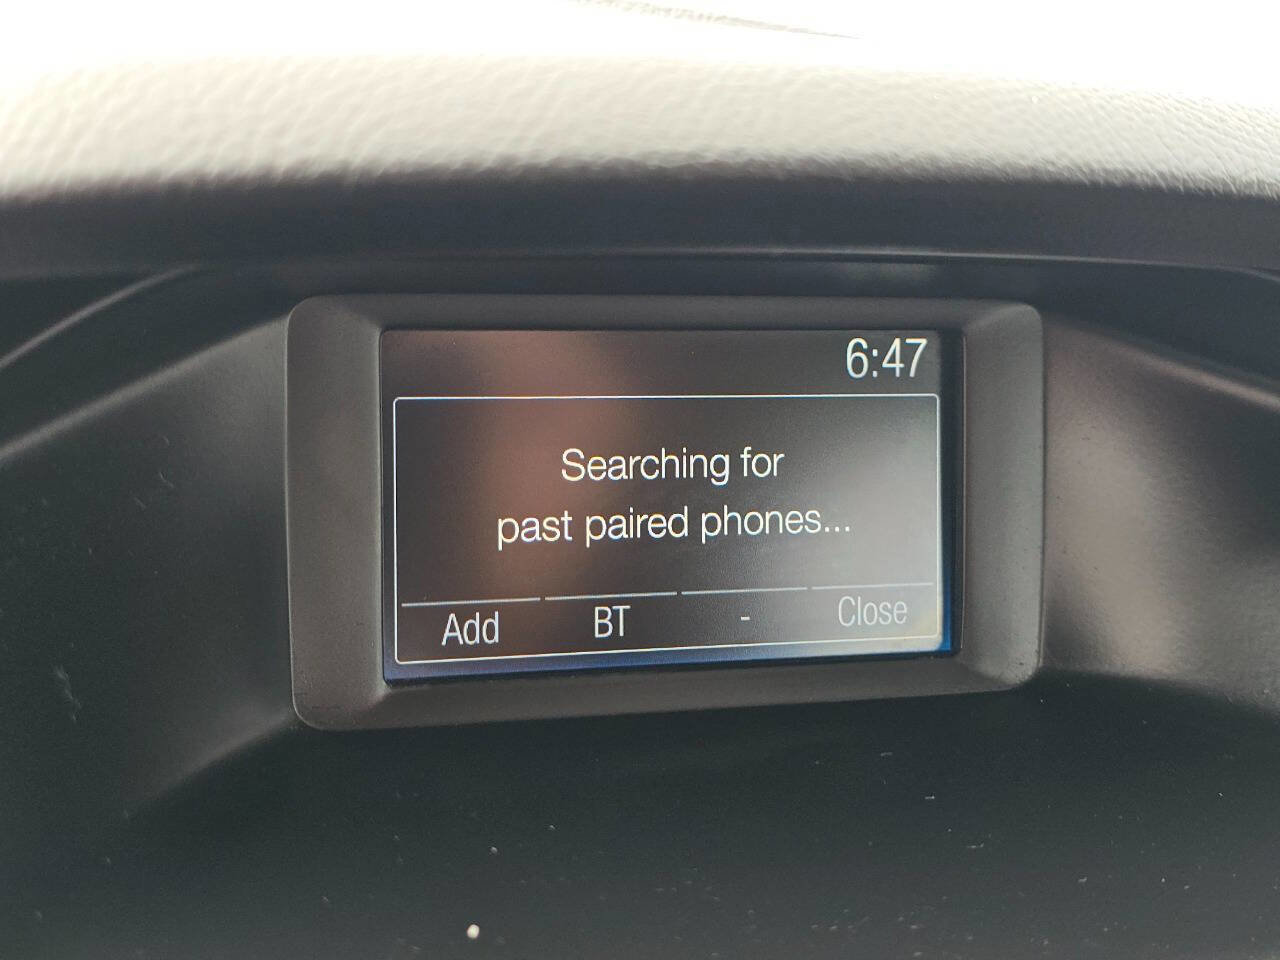 6:47
Searching for
past paired phones...
Add BT - Close